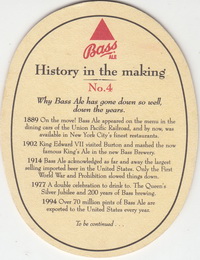 Bass
ALE
History in the making
No.4
Why Bass Ale has gone down so well,
down the years.
1889 On the more! Bass Ale appeared on the menu in the
dining cars of the Union Pacific Railroad, and by now, was
available in New York City's finest restaurants.
1902 King Edward VII visited Burton and mashed the now
famous King's Ale in the new Bass Brewery.
1914 Bass Ale acknowledged as far and away the largest
selling imported beer in the United States. Only the First
World War and Prohibition slowed things down.
1977 A double celebration to drink to. The Queen's
Silver Jubilee and 200 years of Bass brewing.
1994 Over 70 million pints of Bass Ale are
exported to the United States every year.
To be continued . . .